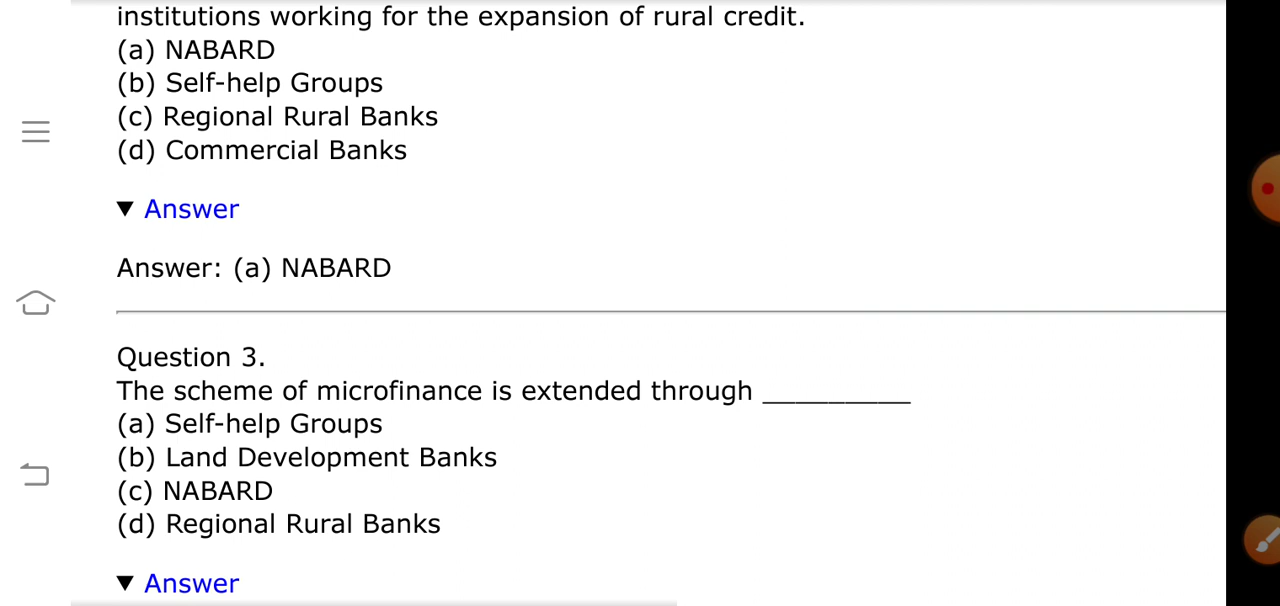 institutions working for the expansion of rural credit.
(a) NABARD
(b) Self-help Groups
(c) Regional Rural Banks
(d) Commercial Banks
▼ Answer
Answer: (a) NABARD
Question 3.
The scheme of microfinance is extended through _________
(a) Self-help Groups
(b) Land Development Banks
(c) NABARD
(d) Regional Rural Banks
▼ Answer